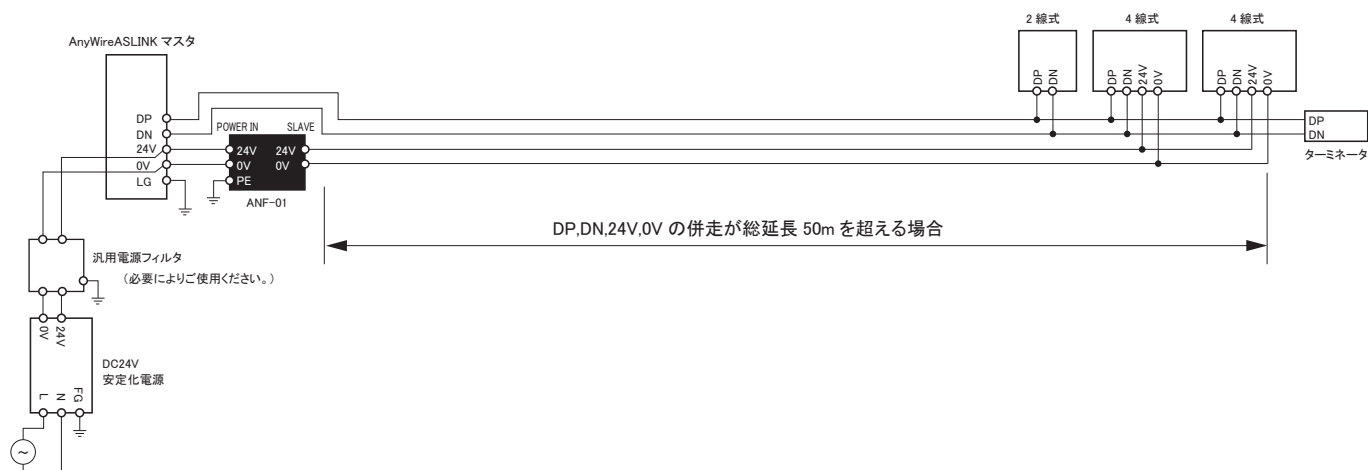 2 線式
4 線式
4 線式
AnyWireASLINK マスタ
DP
DN
DP
DN
24V
0V
DP
DN
24V
0V
DP
DN
24V
0V
LG
POWER IN
SLAVE
24V
0V
PE
24V
0V
ANF-01
DP
DN
ターミネータ
DP,DN,24V,0V の併走が総延長 50m を超える場合
汎用電源フィルタ
（必要によりご使用ください。）
0V
24V
DC24V
安定化電源
L
N
FG
~